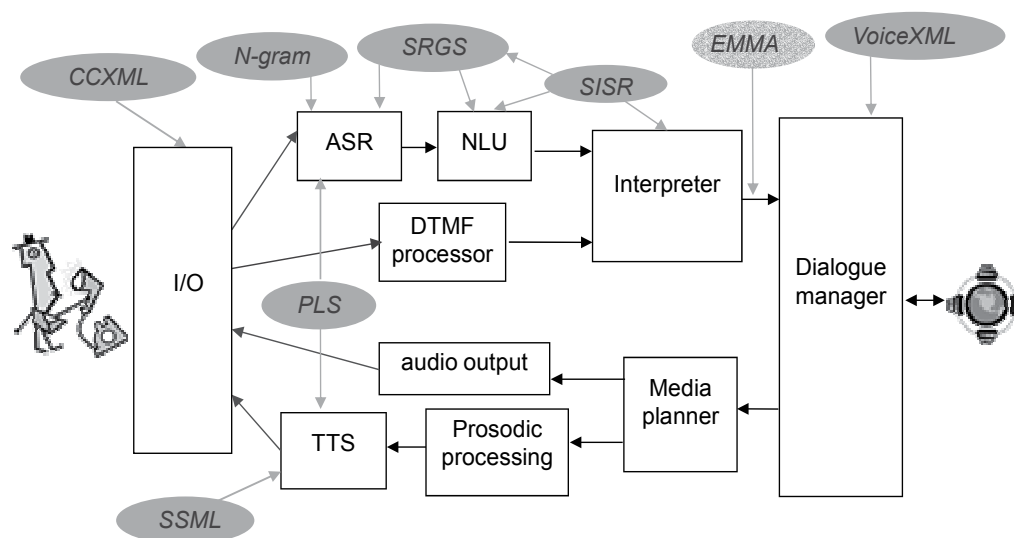 CCXML
N-gram
SRGS
SISR
EMMA
VoiceXML
ASR
NLU
Interpreter
DTMF
processor
I/O
PLS
Dialogue
manager
audio output
Media
planner
TTS
Prosodic
processing
SSML